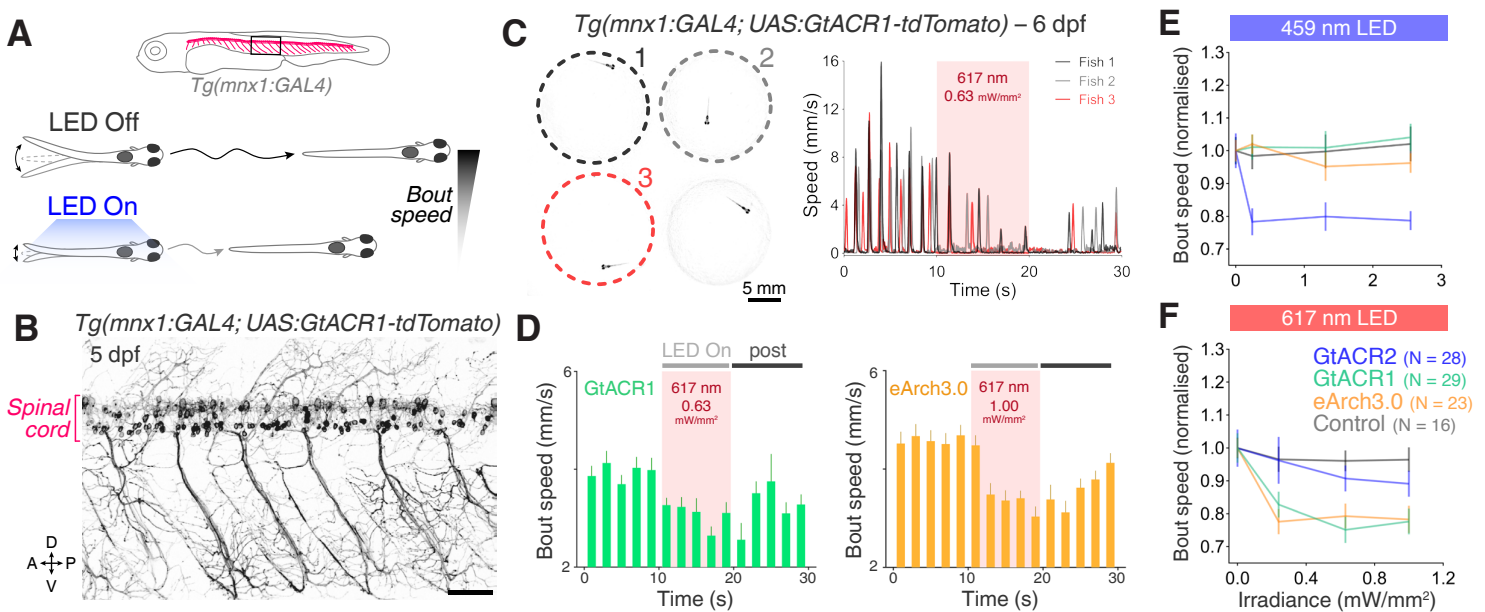 A
Tg(mnx1:GAL4)
LED Off
LED On
Bout
speed
B
Tg(mnx1:GAL4; UAS:GtACR1-tdTomato)
5 dpf
Spinal
cord
D
A
P
V
C
Tg(mnx1:GAL4; UAS:GtACR1-tdTomato) – 6 dpf
1
2
3
5 mm
16
12
8
4
0
Speed (mm/s)
617 nm
0.63 mW/mm²
Fish 1
Fish 2
Fish 3
0
10
20
30
Time (s)
D
LED On
post
6
2
Bout speed (mm/s)
GtACR1
617 nm
0.63
mW/mm²
0
10
20
30
Time (s)
6
2
Bout speed (mm/s)
eArch3.0
617 nm
1.00
mW/mm²
0
10
20
30
Time (s)
E
459 nm LED
1.3
1.2
1.1
1.0
0.9
0.8
0.7
Bout speed (normalised)
0
1
2
3
F
617 nm LED
GtACR2 (N = 28)
GtACR1 (N = 29)
eArch3.0 (N = 23)
Control (N = 16)
1.3
1.2
1.1
1.0
0.9
0.8
0.7
Bout speed (normalised)
0.0
0.4
0.8
1.2
Irradiance (mW/mm²)